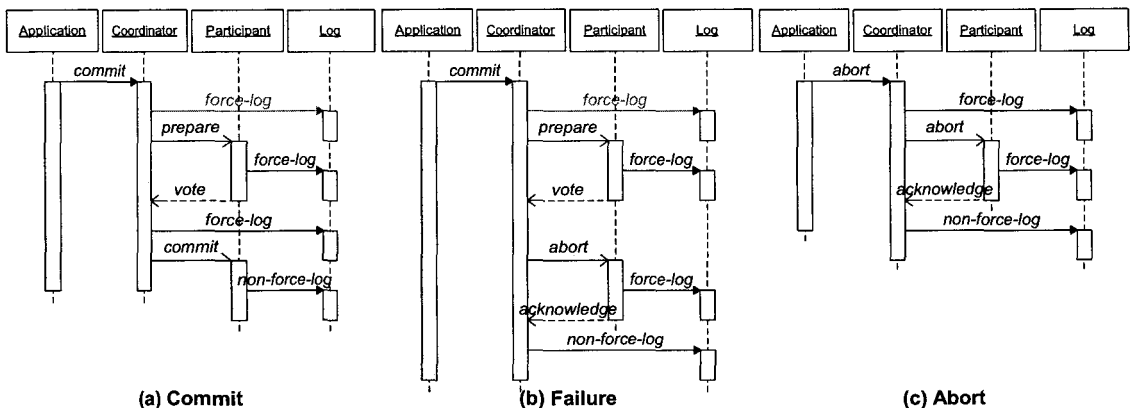 Application Coordinator Participant Log Application Coordinator Participant Log Application Coordinator Participant Log
commit
force-log
prepare
force-log
vote
force-log
commit
non-force-log
(a) Commit
commit
force-log
prepare
force-log
vote
abort
force-log
acknowledge
non-force-log
(b) Failure
abort
force-log
abort
force-log
acknowledge
non-force-log
(c) Abort